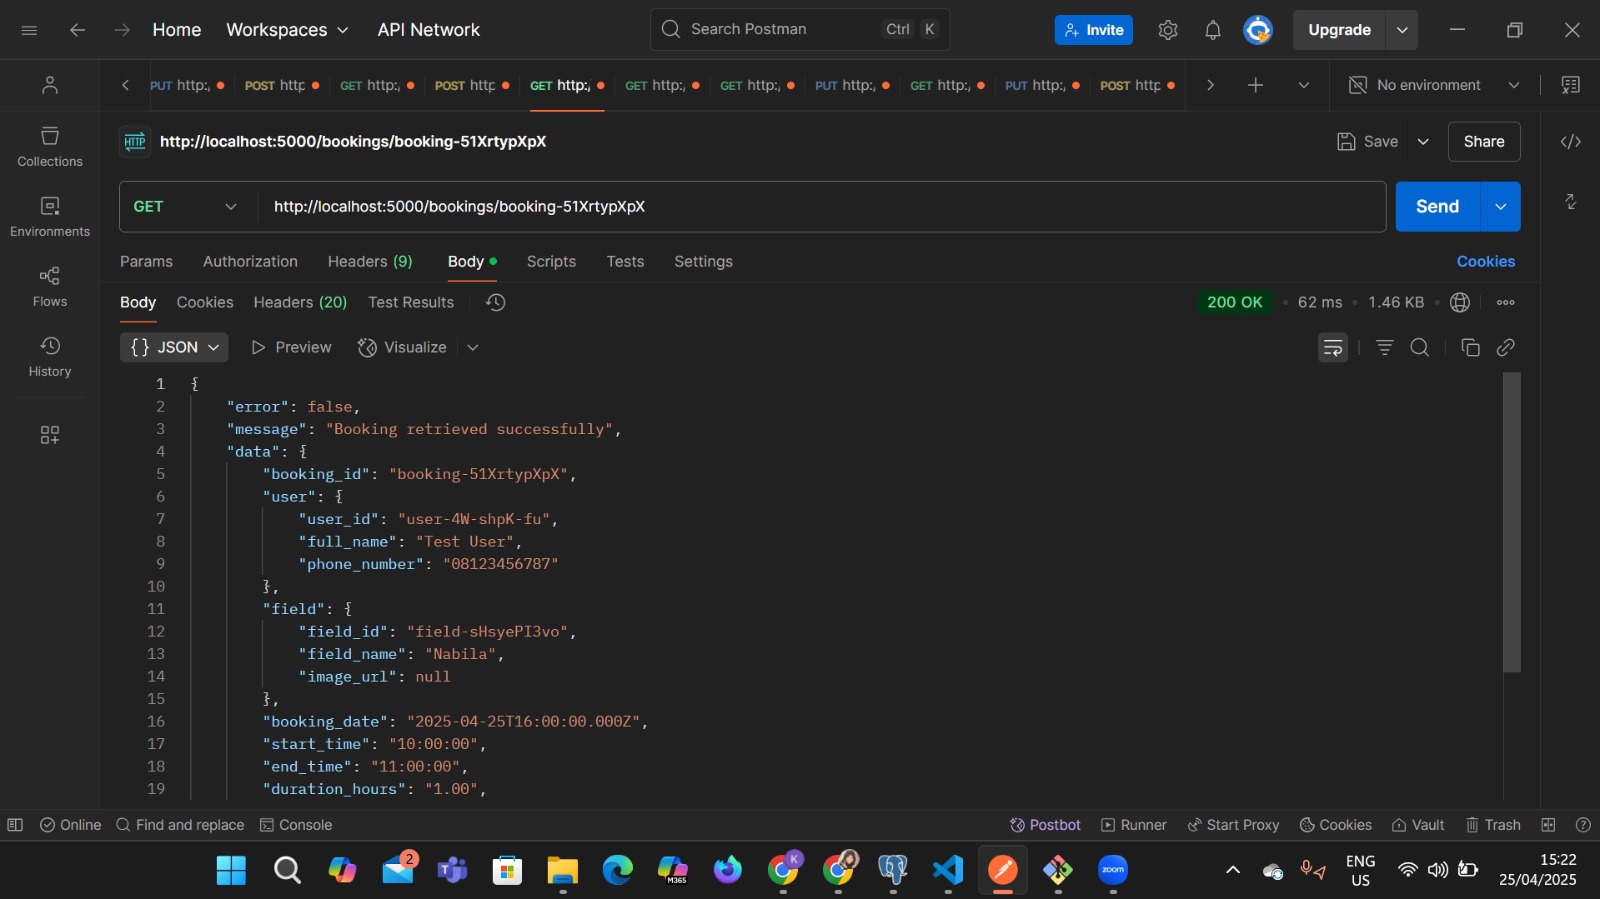 Home
Workspaces
API Network
Search Postman
Ctrl K
Invite
Upgrade
PUT http:/
POST http
GET http:/
POST http
GET http:/
GET http:/
GET http:/
PUT http:/
GET http:/
PUT http:/
POST http
No environment
HTTP
http://localhost:5000/bookings/booking-51XrtypXpX
Save
Share
Collections
Environments
Flows
History
GET
http://localhost:5000/bookings/booking-51XrtypXpX
Send
Params
Authorization
Headers (9)
Body
Scripts
Tests
Settings
Cookies
Body
Cookies
Headers (20)
Test Results
200 OK
62 ms
1.46 KB
{} JSON
Preview
Visualize
1 {
2 "error": false,
3 "message": "Booking retrieved successfully",
4 "data": {
5 "booking_id": "booking-51XrtypXpX",
6 "user": {
7 "user_id": "user-4W-shpK-fu",
8 "full_name": "Test User",
9 "phone_number": "08123456787"
10 },
11 "field": {
12 "field_id": "field-sHsyePI3vo",
13 "field_name": "Nabila",
14 "image_url": null
15 },
16 "booking_date": "2025-04-25T16:00:00.000Z",
17 "start_time": "10:00:00",
18 "end_time": "11:00:00",
19 "duration_hours": "1.00",
Online
Find and replace
Console
Postbot
Runner
Start Proxy
Cookies
Vault
Trash
2
M365
K
zoom
ENG
US
15:22
25/04/2025